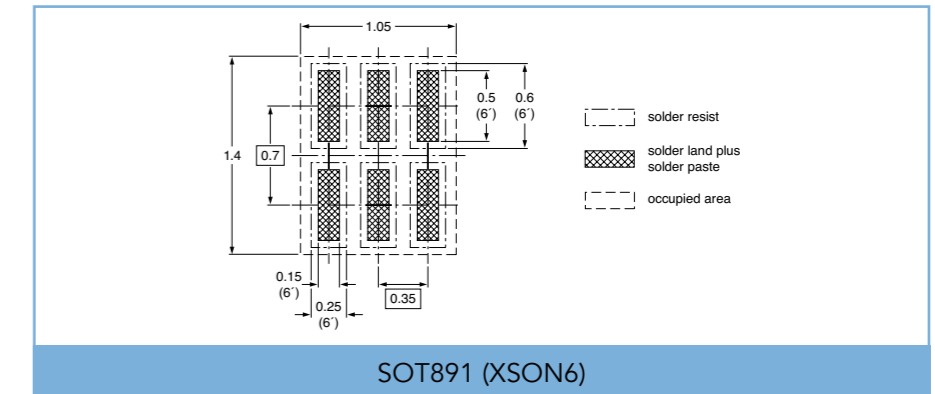 1.05
0.5
(6´)
0.6
(6´)
1.4
0.7
0.15
(6´)
0.25
(6´)
0.35
solder resist
solder land plus
solder paste
occupied area
SOT891 (XSON6)